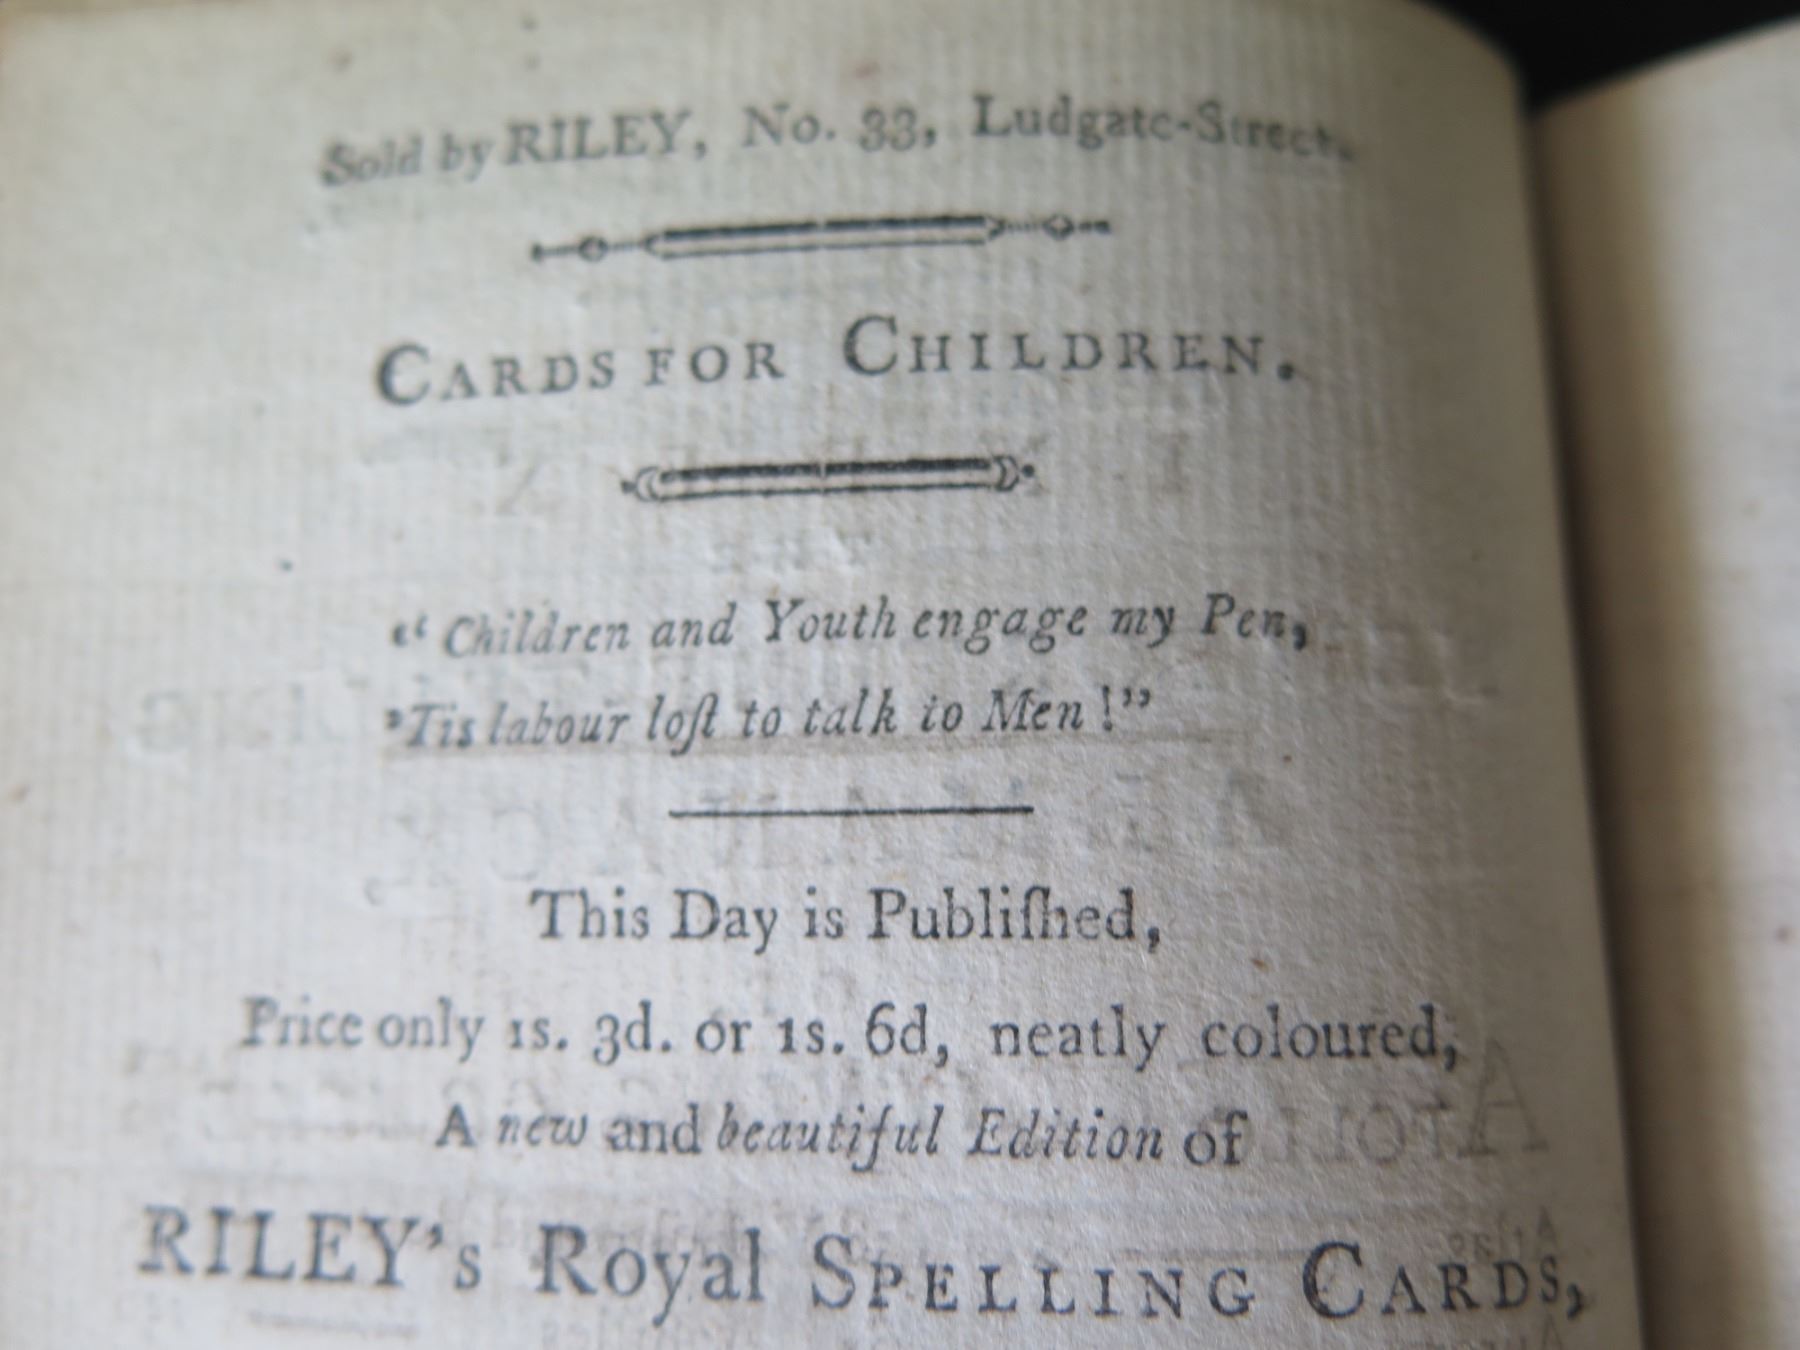 Sold by RILEY, No. 33, Ludgate-Street.
CARDS FOR CHILDREN.
“ Children and Youth engage my Pen,
’Tis labour loſt to talk to Men !”
This Day is Publiſhed,
Price only 1s. 3d. or 1s. 6d, neatly coloured,
A new and beautiful Edition of
RILEY’s Royal SPELLING CARDS,